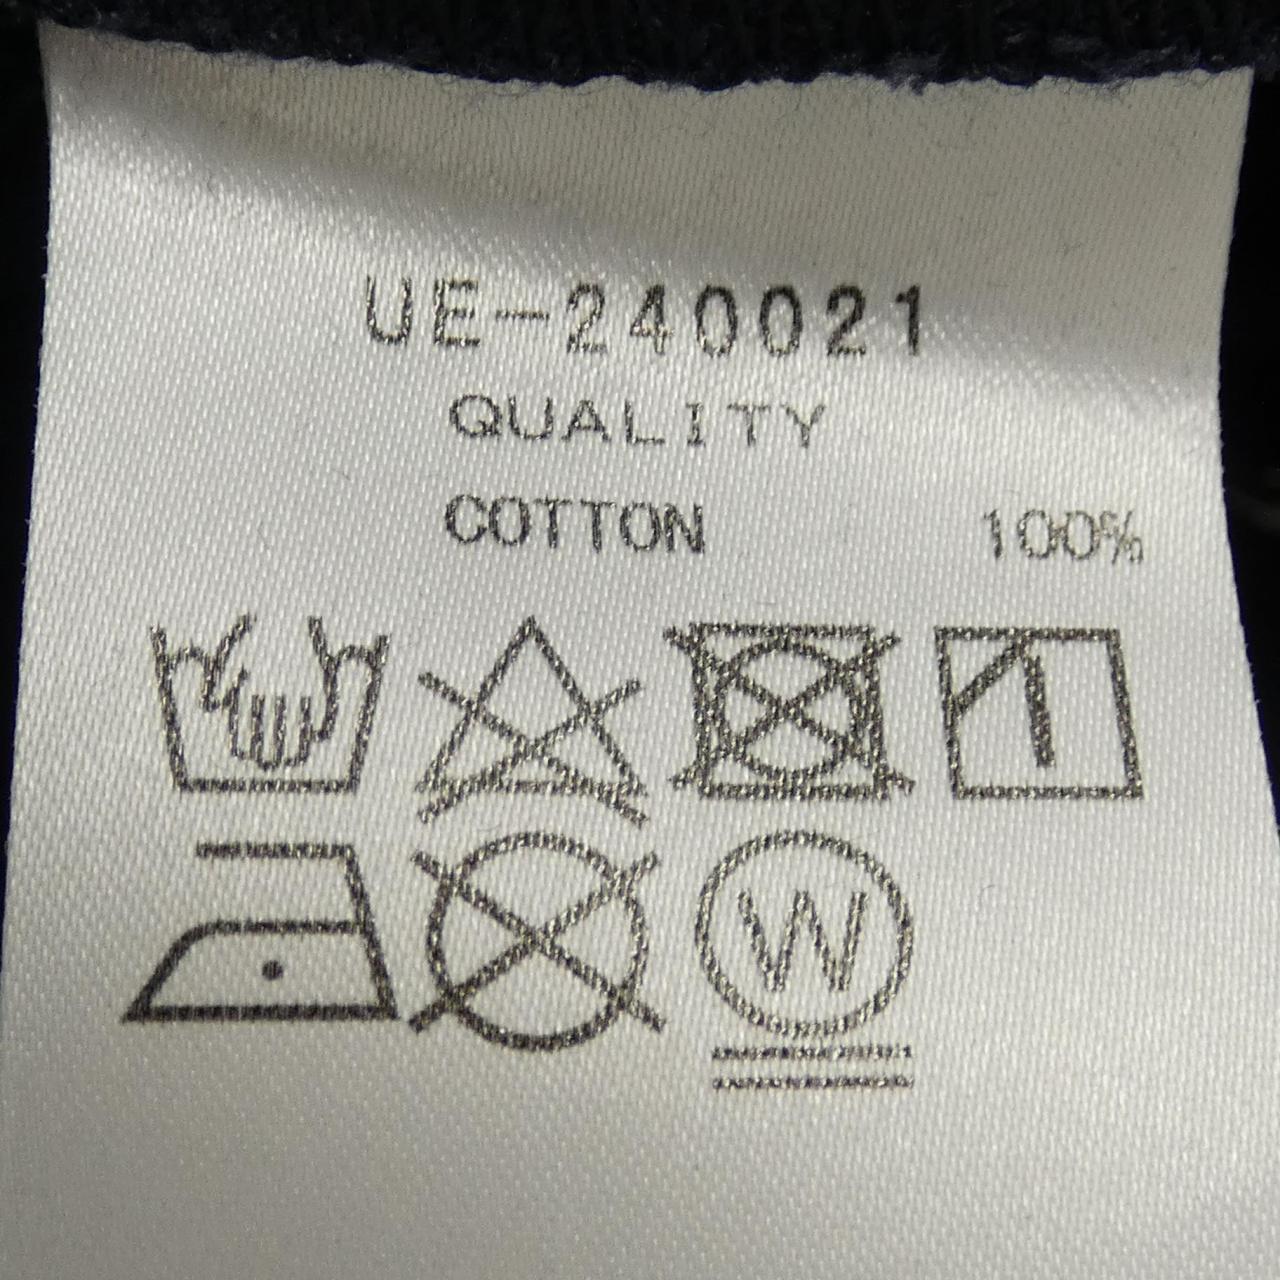 UE-240021
QUALITY
COTTON 100%
W